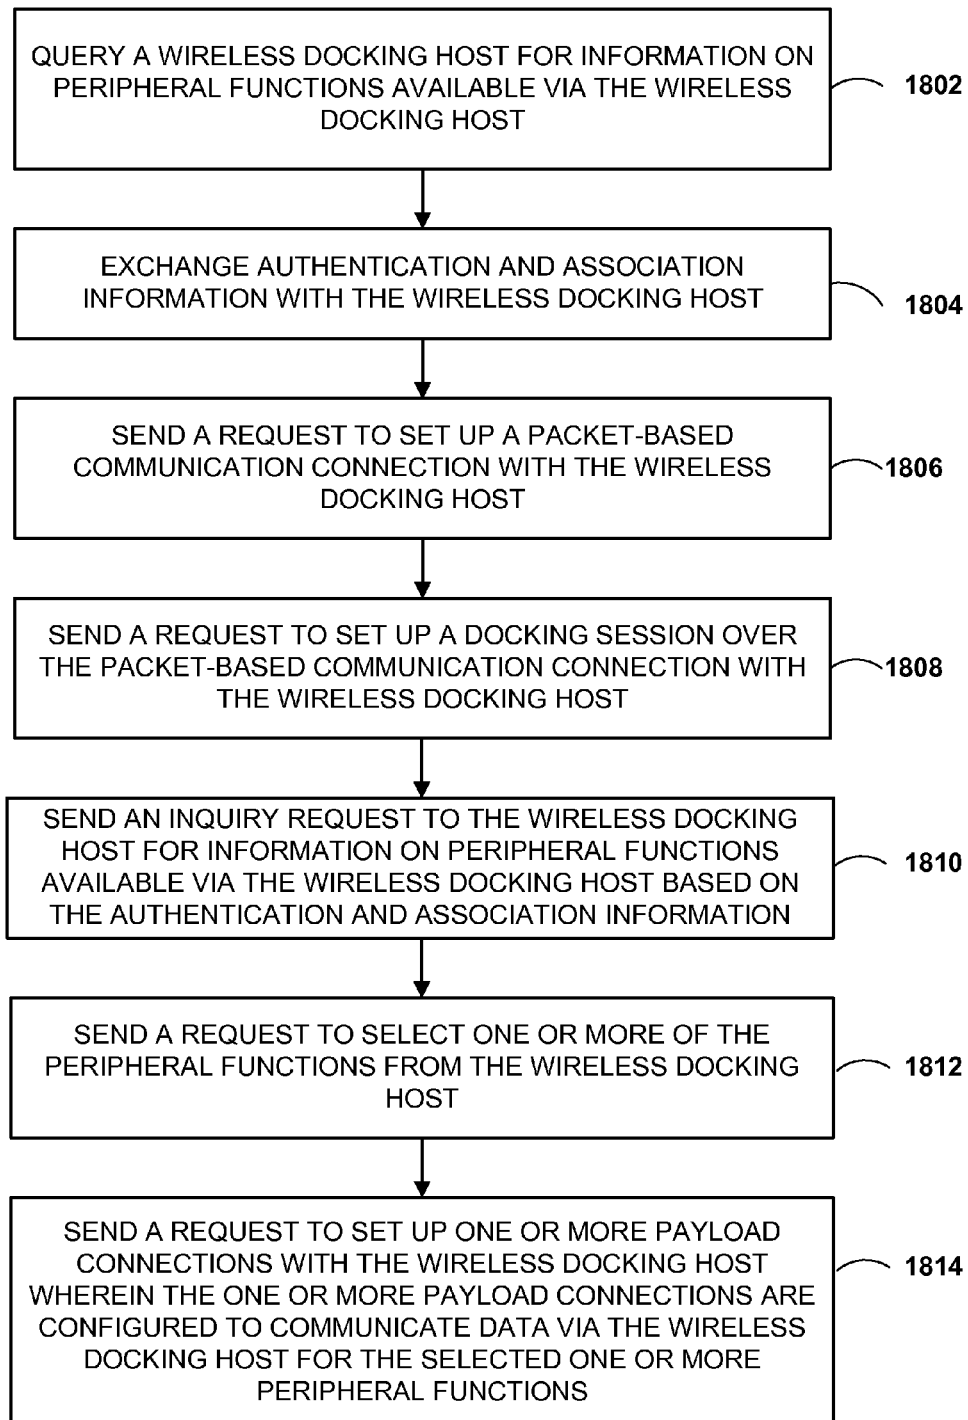 QUERY A WIRELESS DOCKING HOST FOR INFORMATION ON
PERIPHERAL FUNCTIONS AVAILABLE VIA THE WIRELESS
DOCKING HOST
1802
EXCHANGE AUTHENTICATION AND ASSOCIATION
INFORMATION WITH THE WIRELESS DOCKING HOST
1804
SEND A REQUEST TO SET UP A PACKET-BASED
COMMUNICATION CONNECTION WITH THE WIRELESS
DOCKING HOST
1806
SEND A REQUEST TO SET UP A DOCKING SESSION OVER
THE PACKET-BASED COMMUNICATION CONNECTION WITH
THE WIRELESS DOCKING HOST
1808
SEND AN INQUIRY REQUEST TO THE WIRELESS DOCKING
HOST FOR INFORMATION ON PERIPHERAL FUNCTIONS
AVAILABLE VIA THE WIRELESS DOCKING HOST BASED ON
THE AUTHENTICATION AND ASSOCIATION INFORMATION
1810
SEND A REQUEST TO SELECT ONE OR MORE OF THE
PERIPHERAL FUNCTIONS FROM THE WIRELESS DOCKING
HOST
1812
SEND A REQUEST TO SET UP ONE OR MORE PAYLOAD
CONNECTIONS WITH THE WIRELESS DOCKING HOST
WHEREIN THE ONE OR MORE PAYLOAD CONNECTIONS ARE
CONFIGURED TO COMMUNICATE DATA VIA THE WIRELESS
DOCKING HOST FOR THE SELECTED ONE OR MORE
PERIPHERAL FUNCTIONS
1814